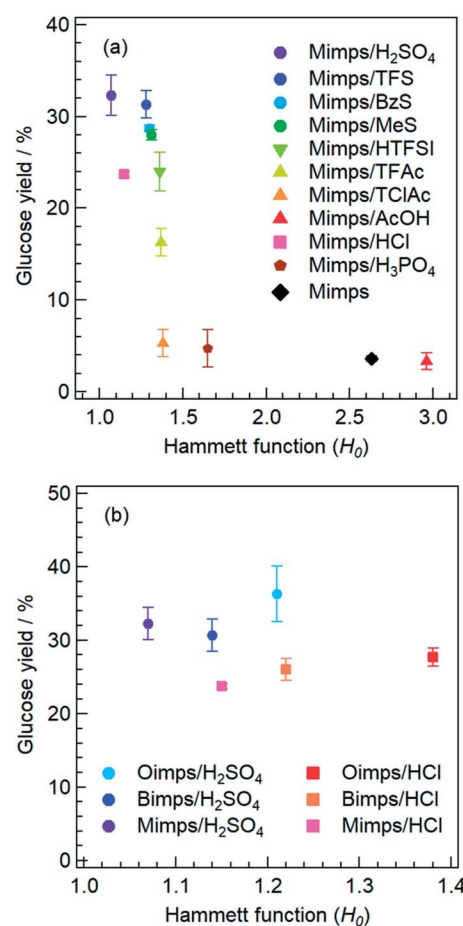 (a)
Glucose yield / %
40
30
20
10
0
Mimps/H₂SO₄
Mimps/TFS
Mimps/BzS
Mimps/MeS
Mimps/HTFSI
Mimps/TFAc
Mimps/TClAc
Mimps/AcOH
Mimps/HCl
Mimps/H₃PO₄
Mimps
1.0 1.5 2.0 2.5 3.0
Hammett function (H₀)
(b)
Glucose yield / %
50
40
30
20
10
0
Oimps/H₂SO₄ Oimps/HCl
Bimps/H₂SO₄ Bimps/HCl
Mimps/H₂SO₄ Mimps/HCl
1.0 1.1 1.2 1.3 1.4
Hammett function (H₀)